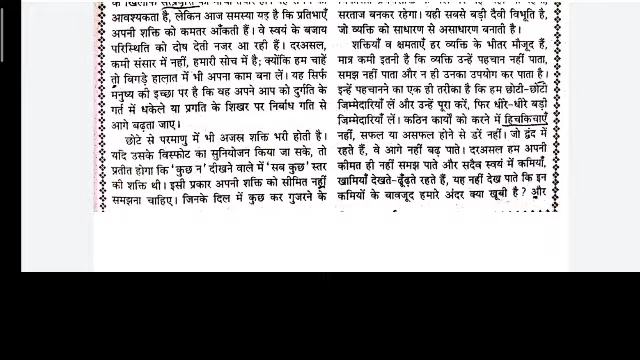 आवश्यकता है, लेकिन आज समस्या यह है कि प्रतिभाएँ
अपनी शक्ति को कमतर आँकती हैं। वे स्वयं के बजाय
परिस्थिति को दोष देती नजर आ रही हैं। दरअसल,
कमी संसार में नहीं, हमारी सोच में है; क्योंकि हम चाहें
तो बिगड़े हालात में भी अपना काम बना लें। यह सिर्फ
मनुष्य की इच्छा पर है कि वह अपने आप को दुर्गति के
गर्त में धकेले या प्रगति के शिखर पर निर्बाध गति से
आगे बढ़ता जाए।
छोटे से परमाणु में भी अजस्र शक्ति भरी होती है।
यदि उसके विस्फोट का सुनियोजन किया जा सके, तो
प्रतीत होगा कि ‘कुछ न’ दीखने वाले में ‘सब कुछ’ स्तर
की शक्ति थी। इसी प्रकार अपनी शक्ति को सीमित नहीं
समझना चाहिए। जिनके दिल में कुछ कर गुजरने के
सरताज बनकर रहेगा। यही सबसे बड़ी दैवी विभूति है,
जो व्यक्ति को साधारण से असाधारण बनाती है।
शक्तियाँ व क्षमताएँ हर व्यक्ति के भीतर मौजूद हैं,
मात्र कमी इतनी है कि व्यक्ति उन्हें पहचान नहीं पाता,
समझ नहीं पाता और न ही उनका उपयोग कर पाता है।
इन्हें पहचानने का एक ही तरीका है कि हम छोटी-छोटी
जिम्मेदारियाँ लें और उन्हें पूरा करें, फिर धीरे-धीरे बड़ी
जिम्मेदारियाँ लें। कठिन कार्यों को करने में हिचकिचाएँ
नहीं, सफल या असफल होने से डरें नहीं। जो द्वंद्व में
रहते हैं, वे आगे नहीं बढ़ पाते। दरअसल हम अपनी
कीमत ही नहीं समझ पाते और सदैव स्वयं में कमियाँ,
खामियाँ देखते-ढूँढ़ते रहते हैं, यह नहीं देख पाते कि इन
कमियों के बावजूद हमारे अंदर क्या खूबी है ? और